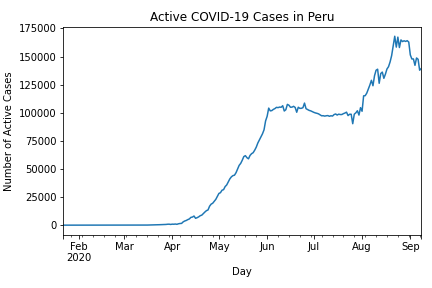 Active COVID-19 Cases in Peru
175000
150000
125000
100000
75000
50000
25000
0
Number of Active Cases
Feb Mar Apr May Jun Jul Aug Sep
2020
Day